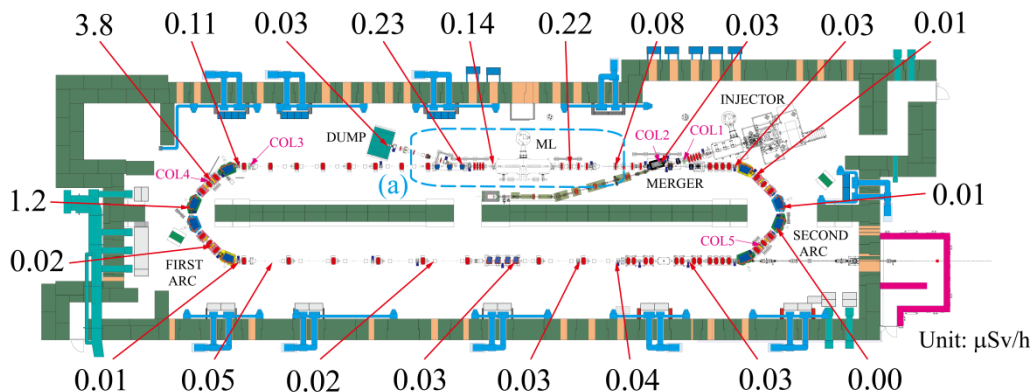 3.8 0.11 0.03 0.23 0.14 0.22 0.08 0.03 0.03 0.01
INJECTOR
DUMP ML COL2 COL1
COL3
COL4 (a) MERGER
1.2 0.01
COL5 SECOND
ARC
0.02 FIRST
ARC
Unit: μSv/h
0.01 0.05 0.02 0.03 0.03 0.04 0.03 0.00